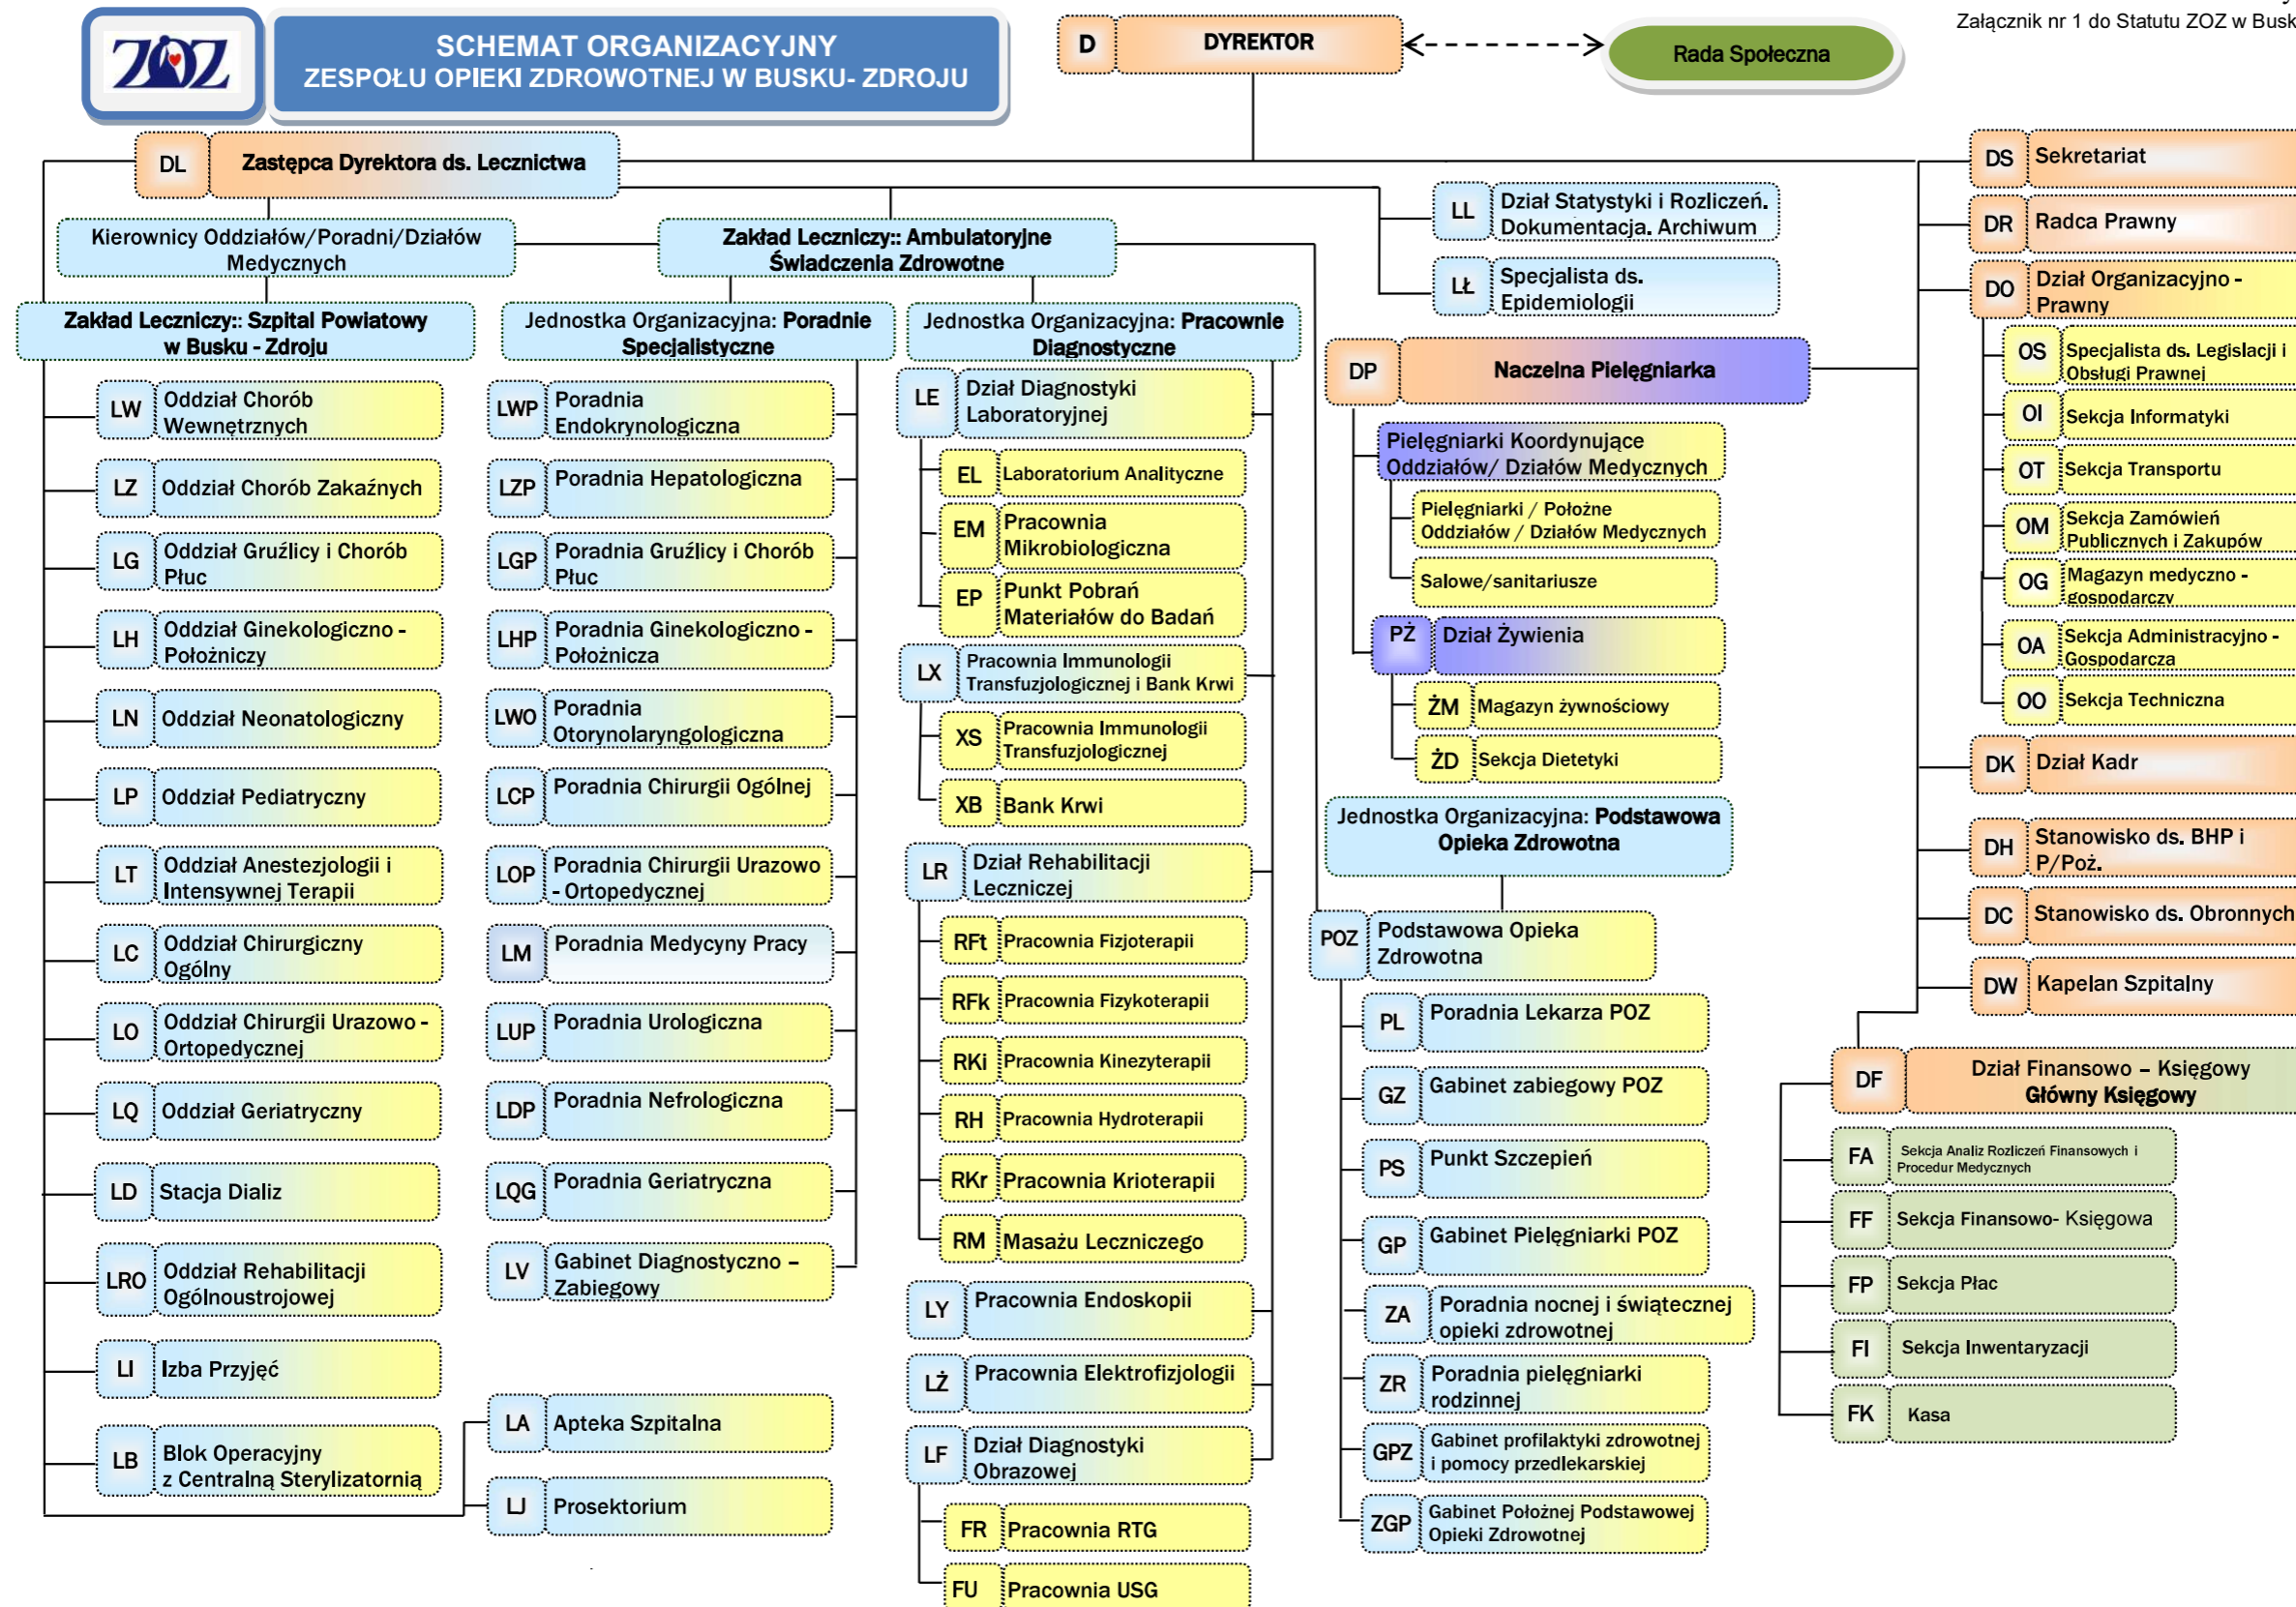 Załącznik nr 1 do Statutu ZOZ w Busk
ZOZ
SCHEMAT ORGANIZACYJNY
ZESPOŁU OPIEKI ZDROWOTNEJ W BUSKU- ZDROJU
D
DYREKTOR
Rada Społeczna
DL
Zastępca Dyrektora ds. Lecznictwa
Kierownicy Oddziałów/Poradni/Działów
Medycznych
Zakład Leczniczy:: Ambulatoryjne
Świadczenia Zdrowotne
LL
Dział Statystyki i Rozliczeń.
Dokumentacja. Archiwum
LŁ
Specjalista ds.
Epidemiologii
Zakład Leczniczy:: Szpital Powiatowy
w Busku - Zdroju
LW
Oddział Chorób
Wewnętrznych
LZ
Oddział Chorób Zakaźnych
LG
Oddział Gruźlicy i Chorób
Płuc
LH
Oddział Ginekologiczno -
Położniczy
LN
Oddział Neonatologiczny
LP
Oddział Pediatryczny
LT
Oddział Anestezjologii i
Intensywnej Terapii
LC
Oddział Chirurgiczny
Ogólny
LO
Oddział Chirurgii Urazowo -
Ortopedycznej
LQ
Oddział Geriatryczny
LD
Stacja Dializ
LRO
Oddział Rehabilitacji
Ogólnoustrojowej
LI
Izba Przyjęć
LB
Blok Operacyjny
z Centralną Sterylizatornią
Jednostka Organizacyjna: Poradnie
Specjalistyczne
LWP
Poradnia
Endokrynologiczna
LZP
Poradnia Hepatologiczna
LGP
Poradnia Gruźlicy i Chorób
Płuc
LHP
Poradnia Ginekologiczno -
Położnicza
LWO
Poradnia
Otorynolaryngologiczna
LCP
Poradnia Chirurgii Ogólnej
LOP
Poradnia Chirurgii Urazowo
- Ortopedycznej
LM
Poradnia Medycyny Pracy
LUP
Poradnia Urologiczna
LDP
Poradnia Nefrologiczna
LQG
Poradnia Geriatryczna
LV
Gabinet Diagnostyczno –
Zabiegowy
LA
Apteka Szpitalna
LJ
Prosektorium
Jednostka Organizacyjna: Pracownie
Diagnostyczne
LE
Dział Diagnostyki
Laboratoryjnej
EL
Laboratorium Analityczne
EM
Pracownia
Mikrobiologiczna
EP
Punkt Pobrań
Materiałów do Badań
LX
Pracownia Immunologii
Transfuzjologicznej i Bank Krwi
XS
Pracownia Immunologii
Transfuzjologicznej
XB
Bank Krwi
LR
Dział Rehabilitacji
Leczniczej
RFt
Pracownia Fizjoterapii
RFk
Pracownia Fizykoterapii
RKi
Pracownia Kinezyterapii
RH
Pracownia Hydroterapii
RKr
Pracownia Krioterapii
RM
Masażu Leczniczego
LY
Pracownia Endoskopii
LŻ
Pracownia Elektrofizjologii
LF
Dział Diagnostyki
Obrazowej
FR
Pracownia RTG
FU
Pracownia USG
DP
Naczelna Pielęgniarka
Pielęgniarki Koordynujące
Oddziałów/ Działów Medycznych
Pielęgniarki / Położne
Oddziałów / Działów Medycznych
Salowe/sanitariusze
PŻ
Dział Żywienia
ŻM
Magazyn żywnościowy
ŻD
Sekcja Dietetyki
Jednostka Organizacyjna: Podstawowa
Opieka Zdrowotna
POZ
Podstawowa Opieka
Zdrowotna
PL
Poradnia Lekarza POZ
GZ
Gabinet zabiegowy POZ
PS
Punkt Szczepień
GP
Gabinet Pielęgniarki POZ
ZA
Poradnia nocnej i świątecznej
opieki zdrowotnej
ZR
Poradnia pielęgniarki
rodzinnej
GPZ
Gabinet profilaktyki zdrowotnej
i pomocy przedlekarskiej
ZGP
Gabinet Położnej Podstawowej
Opieki Zdrowotnej
DS
Sekretariat
DR
Radca Prawny
DO
Dział Organizacyjno -
Prawny
OS
Specjalista ds. Legislacji i
Obsługi Prawnej
OI
Sekcja Informatyki
OT
Sekcja Transportu
OM
Sekcja Zamówień
Publicznych i Zakupów
OG
Magazyn medyczno -
gospodarczy
OA
Sekcja Administracyjno -
Gospodarcza
OO
Sekcja Techniczna
DK
Dział Kadr
DH
Stanowisko ds. BHP i
P/Poż.
DC
Stanowisko ds. Obronnych
DW
Kapelan Szpitalny
DF
Dział Finansowo – Księgowy
Główny Księgowy
FA
Sekcja Analiz Rozliczeń Finansowych i
Procedur Medycznych
FF
Sekcja Finansowo- Księgowa
FP
Sekcja Płac
FI
Sekcja Inwentaryzacji
FK
Kasa